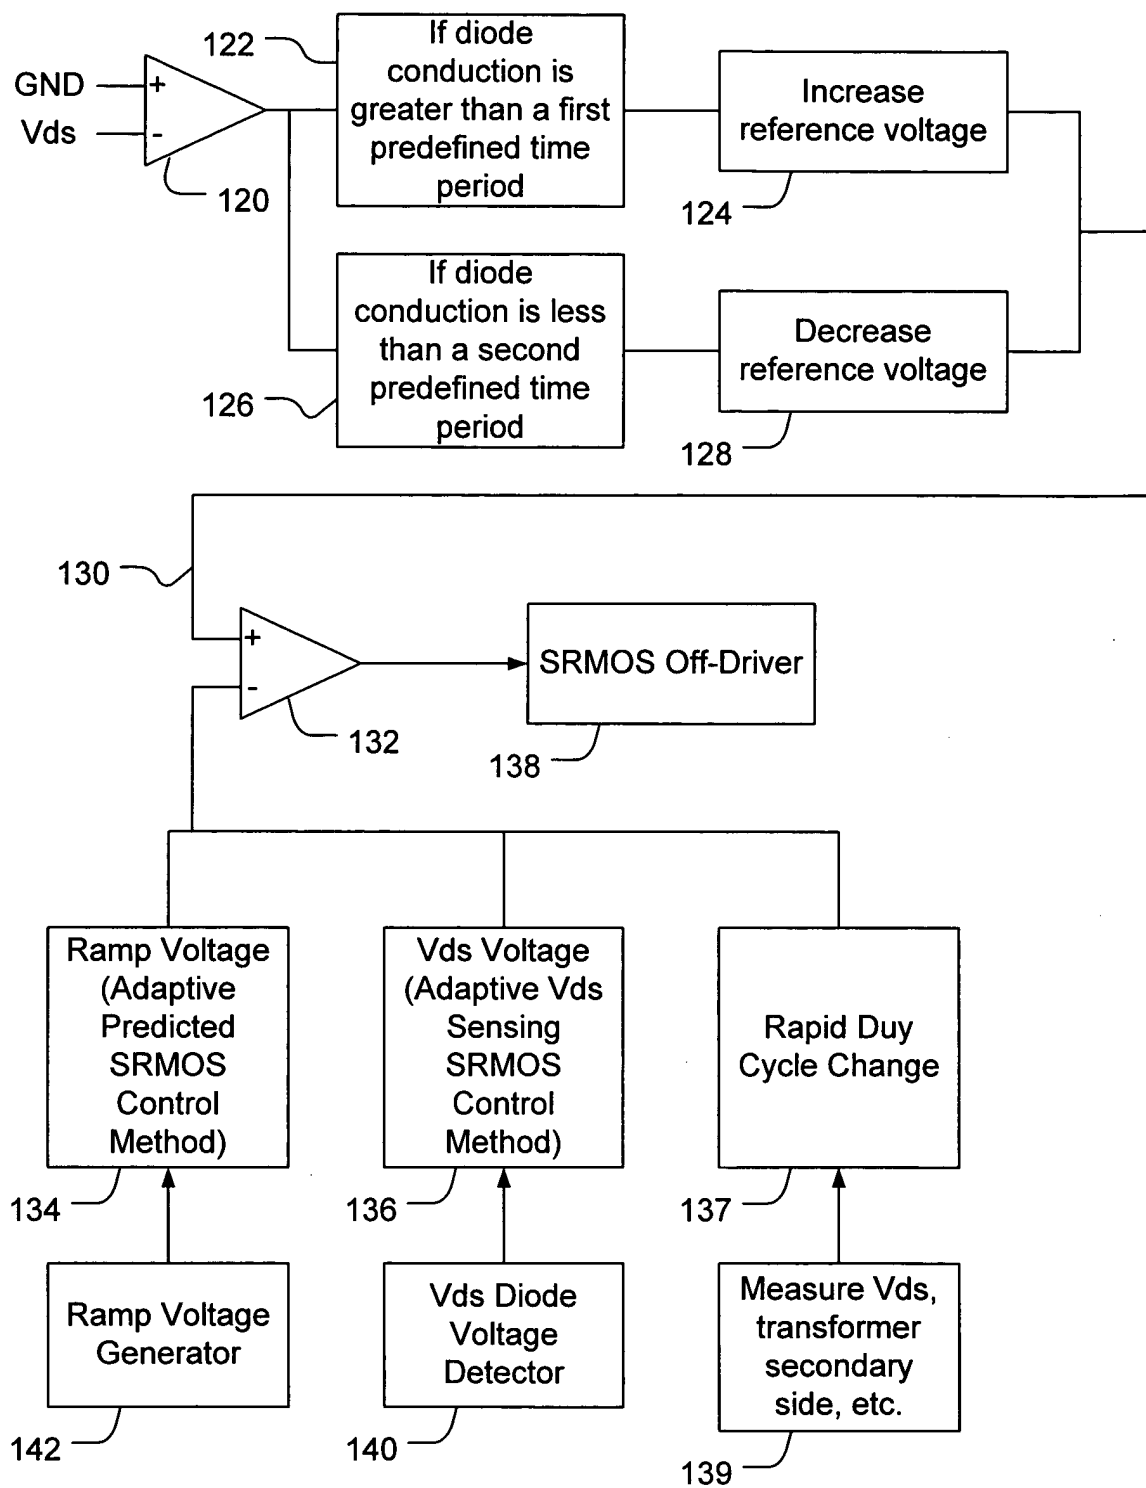 122
If diode
conduction is
greater than a first
predefined time
period
GND
+
Vds
-
120
Increase
reference voltage
124
If diode
conduction is less
than a second
predefined time
period
126
Decrease
reference voltage
128
130
+
-
132
SRMOS Off-Driver
138
Ramp Voltage
(Adaptive
Predicted
SRMOS
Control
Method)
134
Vds Voltage
(Adaptive Vds
Sensing
SRMOS
Control
Method)
136
Rapid Duy
Cycle Change
137
Ramp Voltage
Generator
142
Vds Diode
Voltage
Detector
140
Measure Vds,
transformer
secondary
side, etc.
139